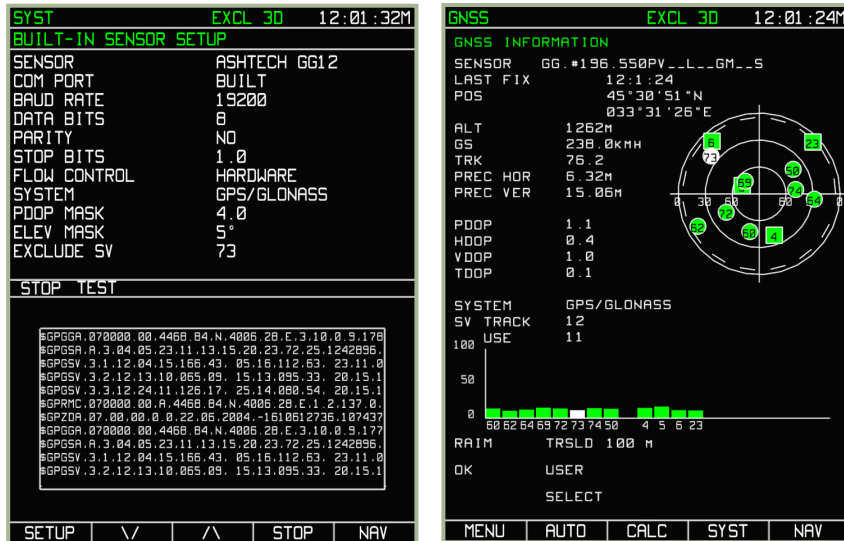 SYST EXCL 3D 12:01:32M
BUILT-IN SENSOR SETUP
SENSOR ASHTECH GG12
COM PORT BUILT
BAUD RATE 19200
DATA BITS 8
PARITY NO
STOP BITS 1.0
FLOW CONTROL HARDWARE
SYSTEM GPS/GLONASS
PDOP MASK 4.0
ELEV MASK 5°
EXCLUDE SV 73
STOP TEST
$GPGGA.070000.00.4468.84.N.4006.28.E.3.10.0.9.178
$GPGSA.A.3.04.05.23.11.13.15.20.23.72.25.1242896.
$GPGSV.3.1.12.04.15.166.43. 05.16.112.63. 23.11.0
$GPGSV.3.2.12.13.10.065.09. 15.13.095.33. 20.15.1
$GPGSV.3.3.12.24.11.126.17. 25.14.080.54. 20.15.1
$GPRMC.070000.00.A.4468.84.N.4006.28.E.1.2.137.0.
$GPZDA.07.00.00.0.0.22.06.2004.-1610612736.107437
$GPGGA.070000.00.4468.84.N.4006.28.E.3.10.0.9.177
$GPGSA.A.3.04.05.23.11.13.15.20.23.72.25.1242896.
$GPGSV.3.1.12.04.15.166.43. 05.16.112.63. 23.11.0
$GPGSV.3.2.12.13.10.065.09. 15.13.095.33. 20.15.1
SETUP \/ /\ STOP NAV
GNSS EXCL 3D 12:01:24M
GNSS INFORMATION
SENSOR GG.#196.550PV__L__GM__S
LAST FIX 12:1:24
POS 45°30'51"N
033°31'26"E
ALT 1262M
GS 238.0KMH
TRK 76.2
PREC HOR 6.32M
PREC VER 15.06M
6 23
73
50
69 74
64
0 30 60 60 0
72
62 60 4
PDOP 1.1
HDOP 0.4
VDOP 1.0
TDOP 0.1
SYSTEM GPS/GLONASS
SV TRACK 12
USE 11
100
50
0
60 62 64 69 72 73 74 50 4 5 6 23
RAIM TRSLD 100 M
OK USER
SELECT
MENU AUTO CALC SYST NAV